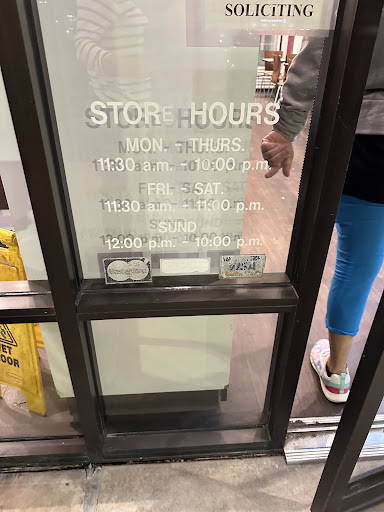 SOLICITING
STORE HOURS
MON. - THURS.
11:30 a.m. - 10:00 p.m.
FRI. - SAT.
11:30 a.m. - 11:00 p.m.
SUND
12:00 p.m. - 10:00 p.m.
MasterCard
WET
FLOOR